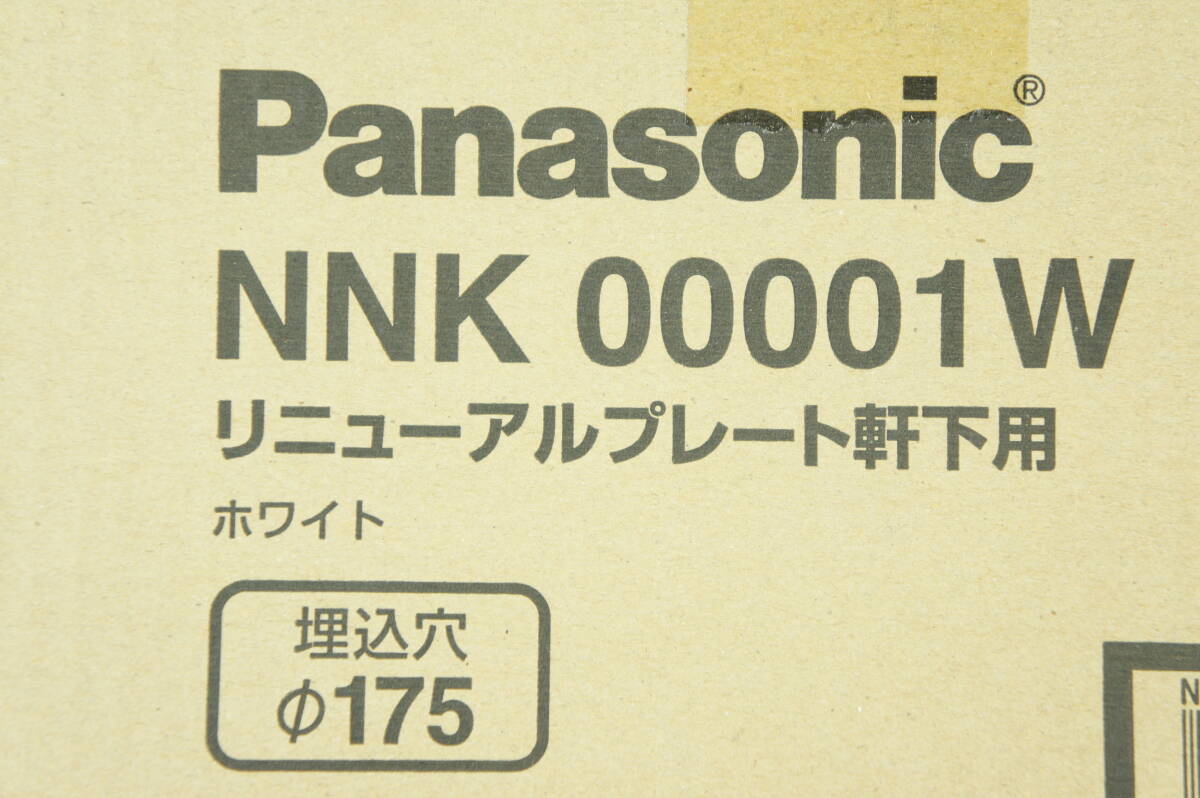 Panasonic®
NNK 00001W
リニューアルプレート軒下用
ホワイト
埋込穴
φ175
N